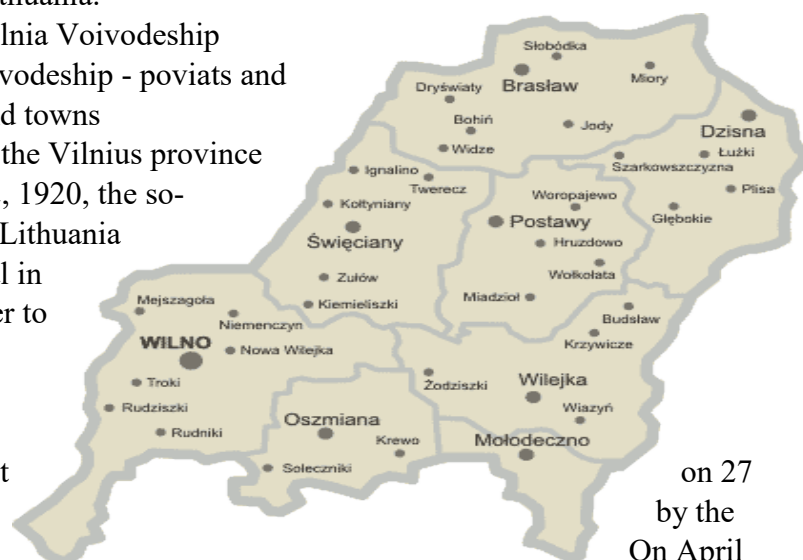 thuania.
lnia Voivodeship
vodeship - poviats and
d towns
the Vilnius province
, 1920, the so-
Lithuania
l in
er to
t
on 27
by the
On April
Słobódka
Brasław
Miory
Dryświaty
Bohiń
Jody
Widze
Dzisna
Łużki
Szarkowszczyzna
Plisa
Głębokie
Ignalino
Twerecz
Kołtyniany
Święciany
Zułów
Kiemieliszki
Woropajewo
Postawy
Hruzdowo
Wołkołata
Miadzioł
Budsław
Krzywicze
Mejszagoła
Niemenczyn
WILNO
Nowa Wilejka
Troki
Rudziszki
Rudniki
Żodziszki
Wilejka
Wiazyń
Oszmiana
Krewo
Soleczniki
Mołodeczno